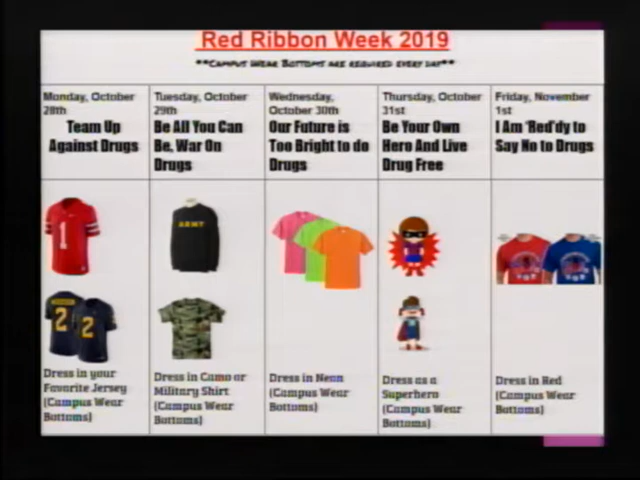 Red Ribbon Week 2019
**Campus Wear Bottoms are required every day**
Monday, October
28th
Team Up
Against Drugs
Tuesday, October
29th
Be All You Can
Be, War On
Drugs
Wednesday,
October 30th
Our Future is
Too Bright to do
Drugs
Thursday, October
31st
Be Your Own
Hero And Live
Drug Free
Friday, November
1st
I Am 'Red'dy to
Say No to Drugs
1
ARMY
2
2
Dress in your
Favorite Jersey
(Campus Wear
Bottoms)
Dress in Camo or
Military Shirt
(Campus Wear
Bottoms)
Dress in Neon
(Campus Wear
Bottoms)
Dress as a
Superhero
(Campus Wear
Bottoms)
Dress in Red
(Campus Wear
Bottoms)